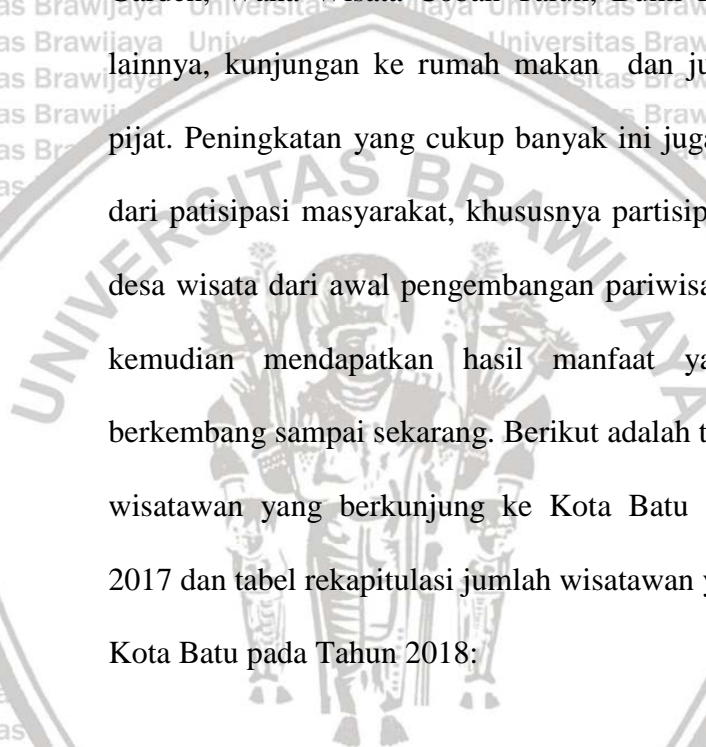 lainnya, kunjungan ke rumah makan dan ju
pijat. Peningkatan yang cukup banyak ini juga
dari patisipasi masyarakat, khususnya partisip
desa wisata dari awal pengembangan pariwisa
kemudian mendapatkan hasil manfaat ya
berkembang sampai sekarang. Berikut adalah t
wisatawan yang berkunjung ke Kota Batu
2017 dan tabel rekapitulasi jumlah wisatawan y
Kota Batu pada Tahun 2018:
UNIVERSITAS BRAWIJAYA